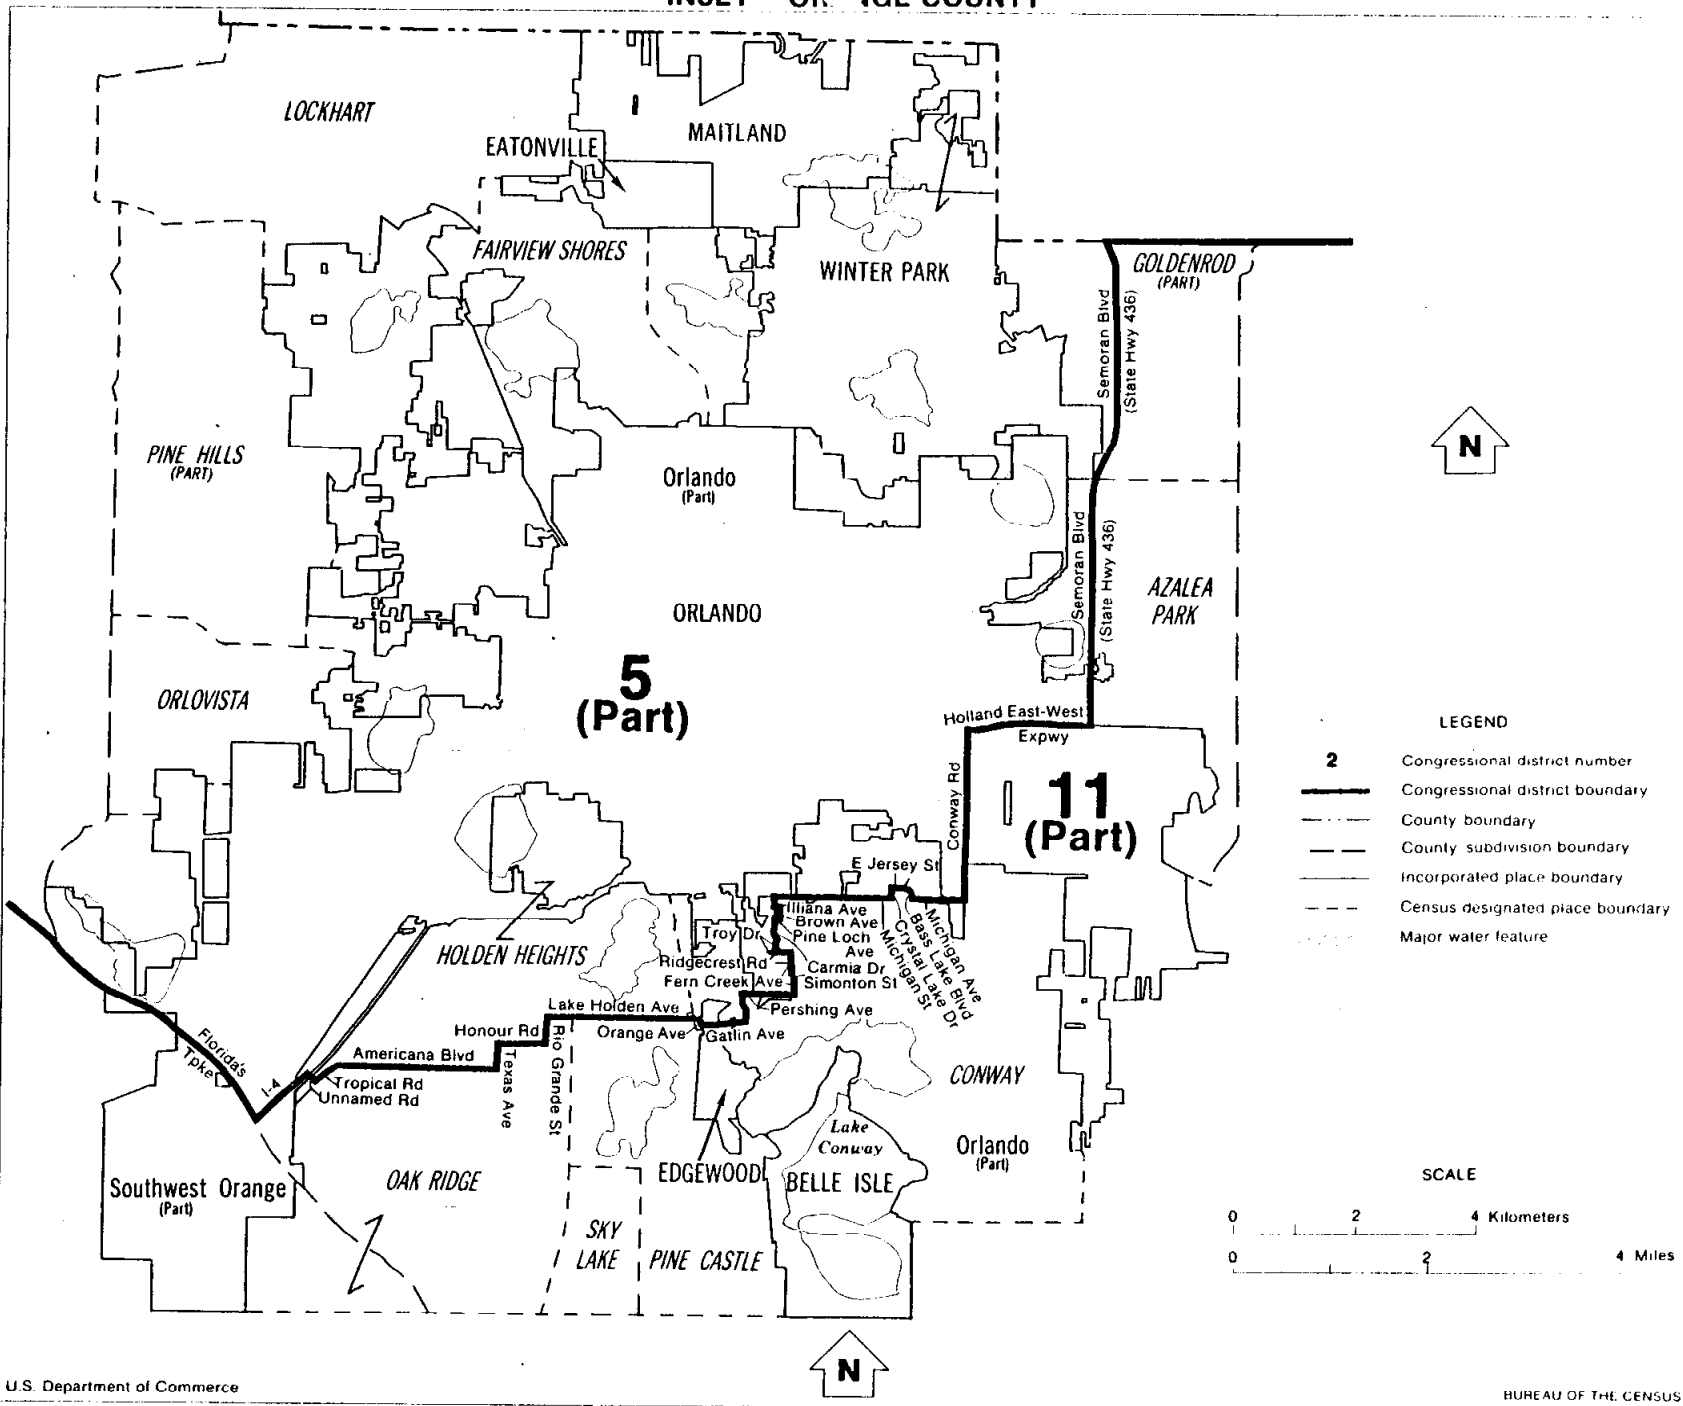 LOCKHART
MAITLAND
EATONVILLE
FAIRVIEW SHORES
WINTER PARK
GOLDENROD
(PART)
Semoran Blvd
(State Hwy 436)
PINE HILLS
(PART)
Orlando
(Part)
N
Semoran Blvd
(State Hwy 436)
AZALEA
PARK
ORLANDO
5
(Part)
ORLOVISTA
Holland East-West
Expwy
Conway Rd
11
(Part)
LEGEND
2 Congressional district number
Congressional district boundary
County boundary
County subdivision boundary
Incorporated place boundary
Census designated place boundary
Major water feature
E Jersey St
Illiana Ave
Brown Ave
Pine Loch
Ave
Troy Dr
Ridgecrest Rd
Carmia Dr
Fern Creek Ave
Simonton St
Michigan Ave
Bass Lake Blvd
Crystal Lake Dr
Michigan St
HOLDEN HEIGHTS
Lake Holden Ave
Pershing Ave
Honour Rd
Orange Ave
Gatlin Ave
Florida's
Tpke
I-4
Americana Blvd
Tropical Rd
Unnamed Rd
Texas Ave
Rio Grande St
CONWAY
Lake
Conway
Orlando
(Part)
Southwest Orange
(Part)
OAK RIDGE
EDGEWOOD
BELLE ISLE
SKY
LAKE
PINE CASTLE
SCALE
0 2 4 Kilometers
0 2 4 Miles
N
U.S. Department of Commerce
BUREAU OF THE CENSUS